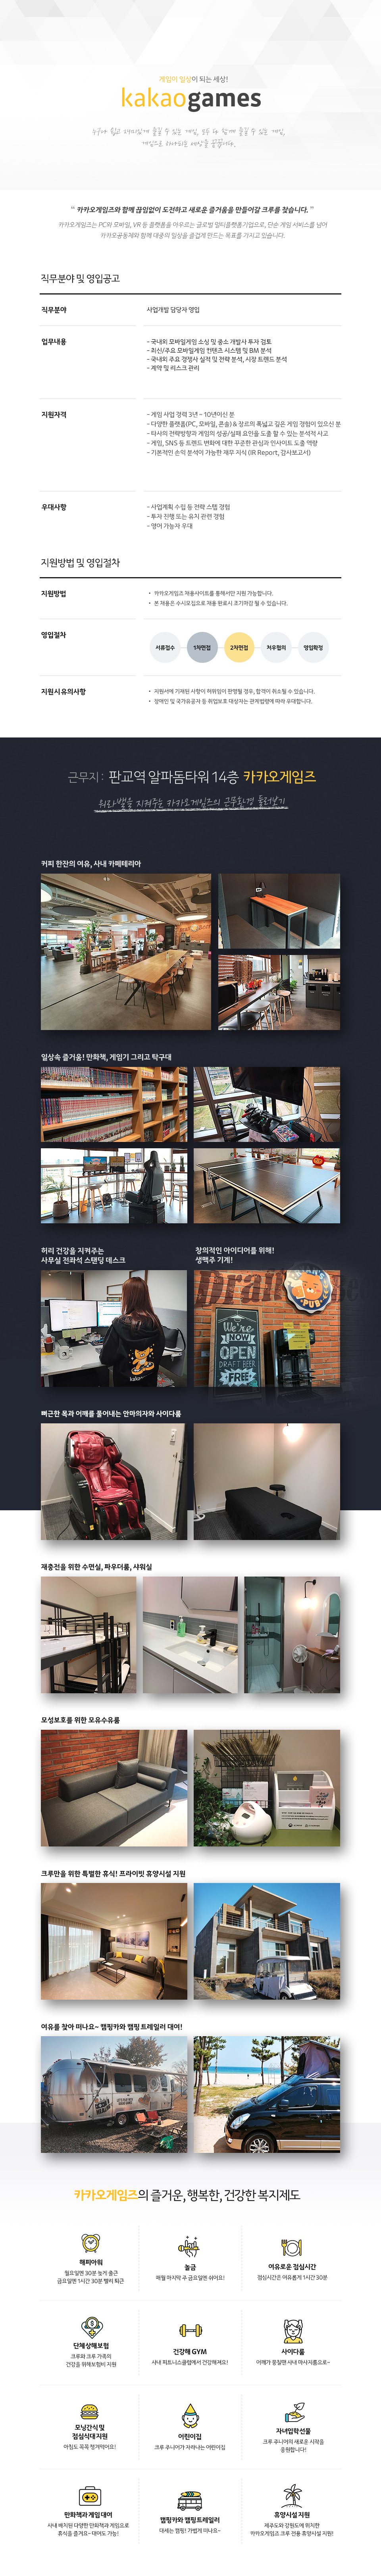 게임이 일상이 되는 세상!
kakaogames
누구나 쉽고 재미있게 즐길 수 있는 게임, 모두 다 함께 즐길 수 있는 게임,
게임으로 하나되는 세상을 꿈꿉니다.
“ 카카오게임즈와 함께 끊임없이 도전하고 새로운 즐거움을 만들어갈 크루를 찾습니다. ”
카카오게임즈는 PC와 모바일, VR 등 플랫폼을 아우르는 글로벌 멀티플랫폼기업으로, 단순 게임 서비스를 넘어
카카오공동체와 함께 대중의 일상을 즐겁게 만드는 목표를 가지고 있습니다.
직무분야 및 영입공고
직무분야
사업개발 담당자 영입
업무내용
- 국내외 모바일게임 소싱 및 중소 개발사 투자 검토
- 최신/주요 모바일게임 컨텐츠 시스템 및 BM 분석
- 국내외 주요 경쟁사 실적 및 전략 분석, 시장 트렌드 분석
- 계약 및 리스크 관리
지원자격
- 게임 사업 경력 3년 ~ 10년이신 분
- 다양한 플랫폼(PC, 모바일, 콘솔) & 장르의 폭넓고 깊은 게임 경험이 있으신 분
- 타사의 전략방향과 게임의 성공/실패 요인을 도출 할 수 있는 분석적 사고
- 게임, SNS 등 트렌드 변화에 대한 꾸준한 관심과 인사이트 도출 역량
- 기본적인 손익 분석이 가능한 재무 지식 (IR Report, 감사보고서)
우대사항
- 사업계획 수립 등 전략 스텝 경험
- 투자 진행 또는 유치 관련 경험
- 영어 가능자 우대
지원방법 및 영입절차
지원방법
• 카카오게임즈 채용사이트를 통해서만 지원 가능합니다.
• 본 채용은 수시모집으로 채용 완료시 조기마감 될 수 있습니다.
영입절차
서류접수 1차면접 2차면접 처우협의 영입확정
지원시유의사항
• 지원서에 기재된 사항이 허위임이 판명될 경우, 합격이 취소될 수 있습니다.
• 장애인 및 국가유공자 등 취업보호 대상자는 관계법령에 따라 우대합니다.
근무지 : 판교역 알파돔타워 14층 카카오게임즈
워라밸을 지켜주는 카카오게임즈의 근무환경 둘러보기
커피 한잔의 여유, 사내 카페테리아
일상속 즐거움! 만화책, 게임기 그리고 탁구대
허리 건강을 지켜주는
사무실 전좌석 스탠딩 데스크
창의적인 아이디어를 위해!
생맥주 기계!
kakao
PUB
WE'RE
NOW
OPEN
DRAFT BEER
FREE
뻐근한 목과 어깨를 풀어내는 안마의자와 사이다룸
재충전을 위한 수면실, 파우더룸, 샤워실
모성보호를 위한 모유수유룸
크루만을 위한 특별한 휴식! 프라이빗 휴양시설 지원
여유를 찾아 떠나요~ 캠핑카와 캠핑 트레일러 대여!
카카오게임즈의 즐거운, 행복한, 건강한 복지제도
해피아워
월요일엔 30분 늦게 출근
금요일엔 1시간 30분 빨리 퇴근
놀금
매월 마지막 주 금요일엔 쉬어요!
여유로운 점심시간
점심시간은 여유롭게 1시간 30분
단체상해보험
크루와 크루 가족의
건강을 위해 보험비 지원
건강해 GYM
사내 피트니스클럽에서 건강해져요!
사이다룸
어깨가 뭉칠땐 사내 마사지룸으로~
모닝간식 및
점심식대지원
아침도 꼭꼭 챙겨먹어요!
어린이집
크루 주니어가 자라나는 어린이집
자녀입학선물
크루 주니어의 새로운 시작을
응원합니다!
만화책과 게임 대여
사내 배치된 다양한 만화책과 게임으로
휴식을 즐겨요~ 대여도 가능!
캠핑카와 캠핑트레일러
대세는 캠핑! 가볍게 떠나요~
휴양시설 지원
제주도와 강원도에 위치한
카카오게임즈 크루 전용 휴양시설 지원!